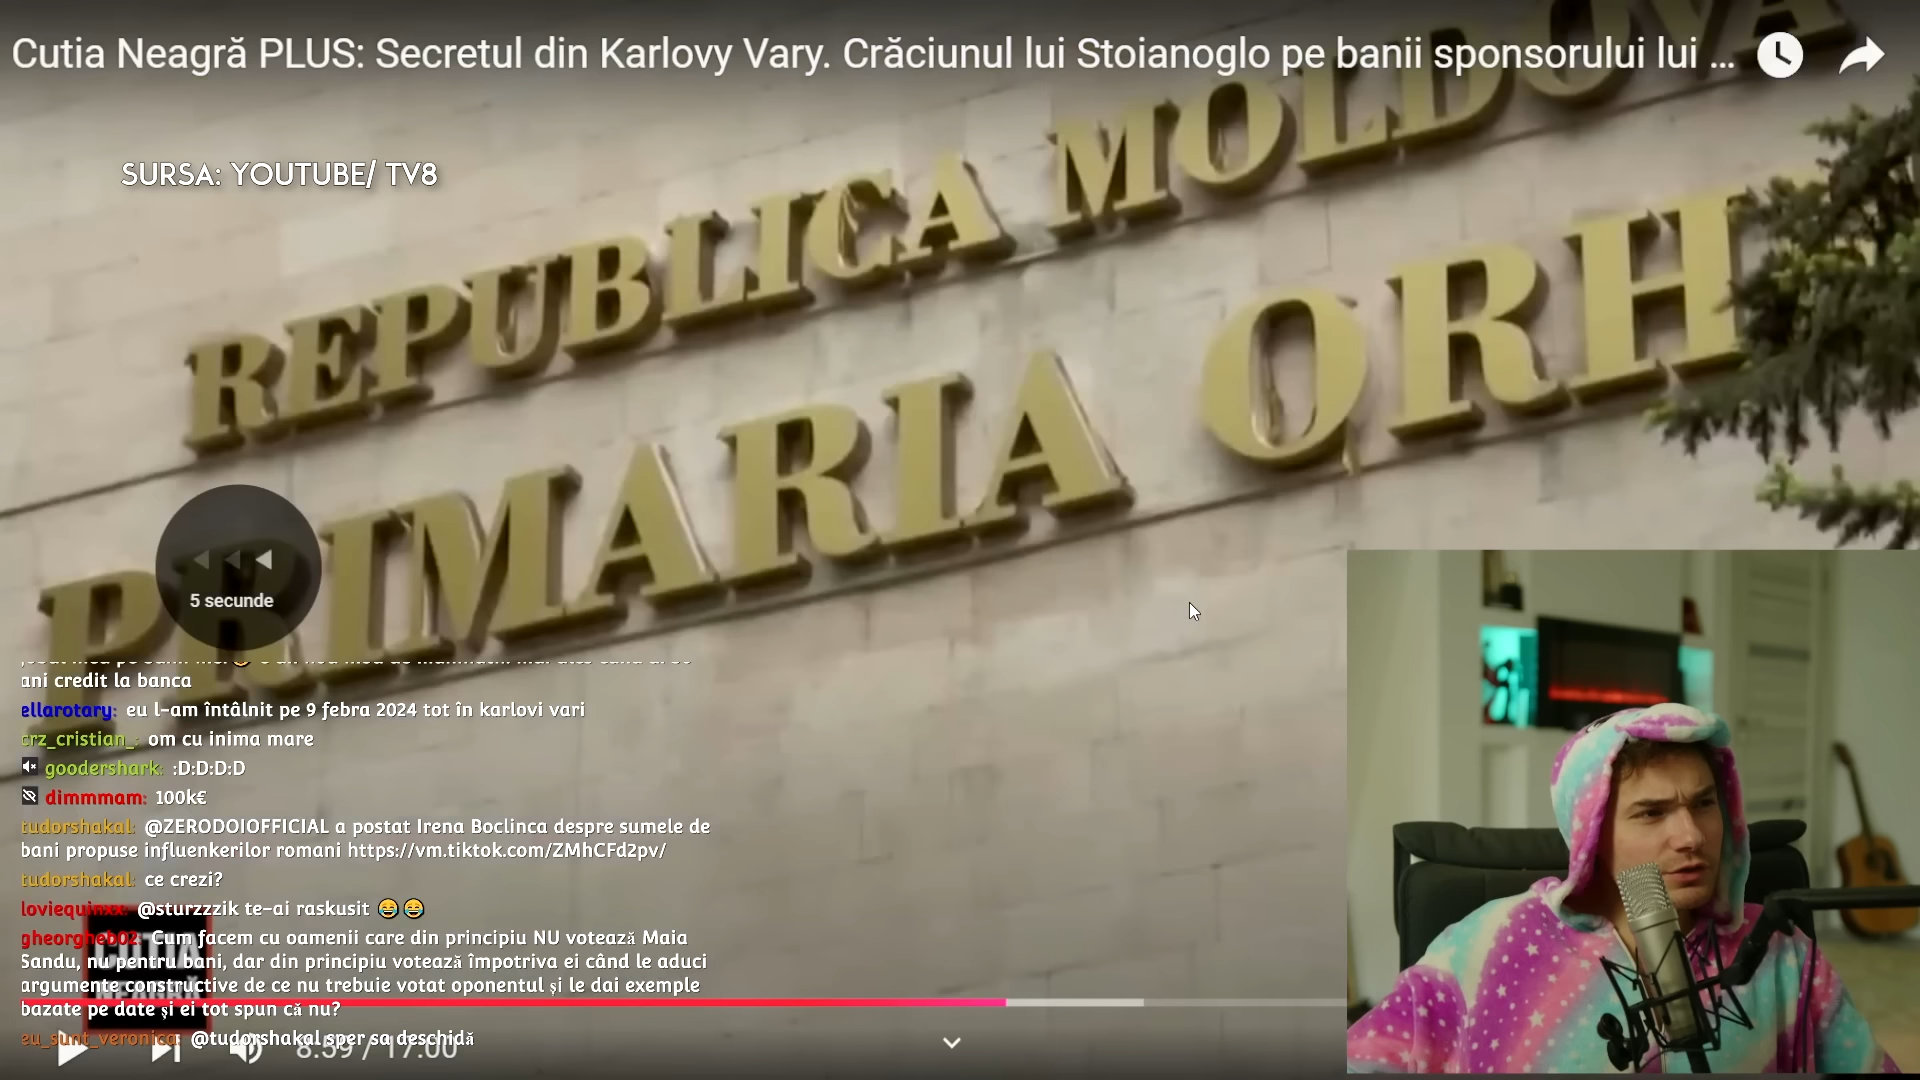 Cutia Neagră PLUS: Secretul din Karlovy Vary. Crăciunul lui Stoianoglo pe banii sponsorului lui ...
SURSA: YOUTUBE/ TV8
REPUBLICA MOLDOVA
PRIMARIA ORH
5 secunde
ani credit la banca
ellarotary: eu l-am întâlnit pe 9 febra 2024 tot în karlovi vari
crz_cristian_: om cu inima mare
goodershark: :D:D:D:D
dimmmam: 100k€
tudorshakal: @ZERODOIOFFICIAL a postat Irena Boclinca despre sumele de
bani propuse influenkerilor romani https://vm.tiktok.com/ZMhCFd2pv/
tudorshakal: ce crezi?
loviequinxx: @sturzzzik te-ai raskusit 😂😂
gheorgheb02: Cum facem cu oamenii care din principiu NU votează Maia
Sandu, nu pentru bani, dar din principiu votează împotriva ei când le aduci
argumente constructive de ce nu trebuie votat oponentul și le dai exemple
bazate pe date și ei tot spun că nu?
eu_sunt_veronica: @tudorshakal sper sa deschidă
CUTIA
NEAGRĂ
8:59 / 17:00